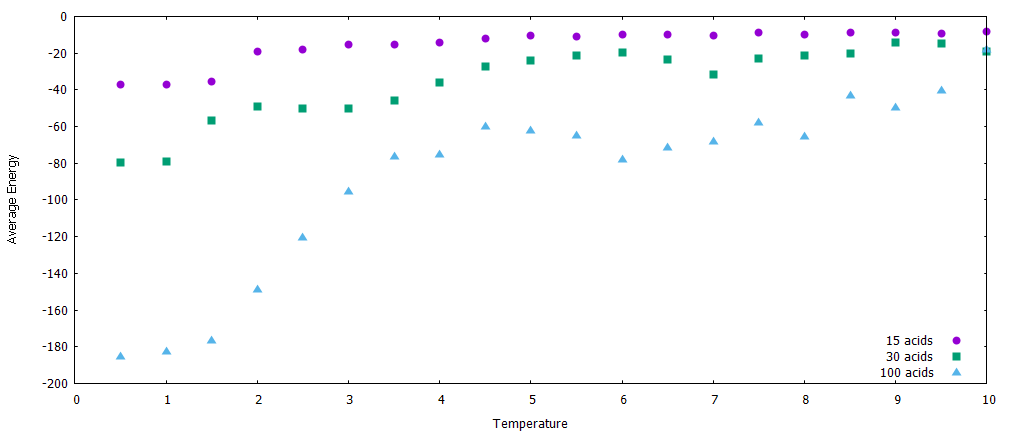 0
-20
-40
-60
-80
-100
-120
-140
-160
-180
-200
Average Energy
15 acids
30 acids
100 acids
0 1 2 3 4 5 6 7 8 9 10
Temperature